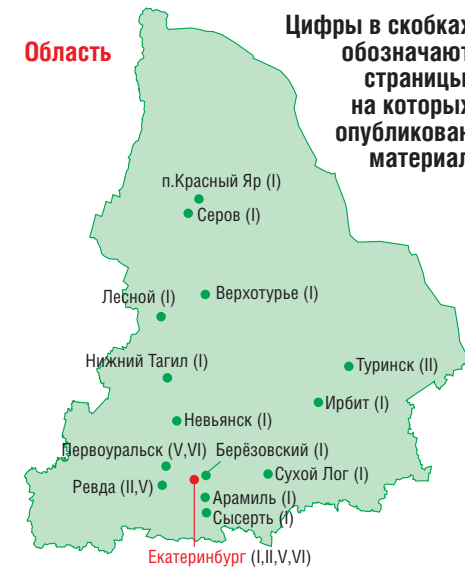 Область
Цифры в скобках
обозначают
страницы
на которых
опубликован
материал
п.Красный Яр (I)
Серов (I)
Лесной (I)
Верхотурье (I)
Нижний Тагил (I)
Туринск (II)
Ирбит (I)
Невьянск (I)
Первоуральск (V,VI)
Берёзовский (I)
Сухой Лог (I)
Ревда (II,V)
Арамиль (I)
Сысерть (I)
Екатеринбург (I,II,V,VI)